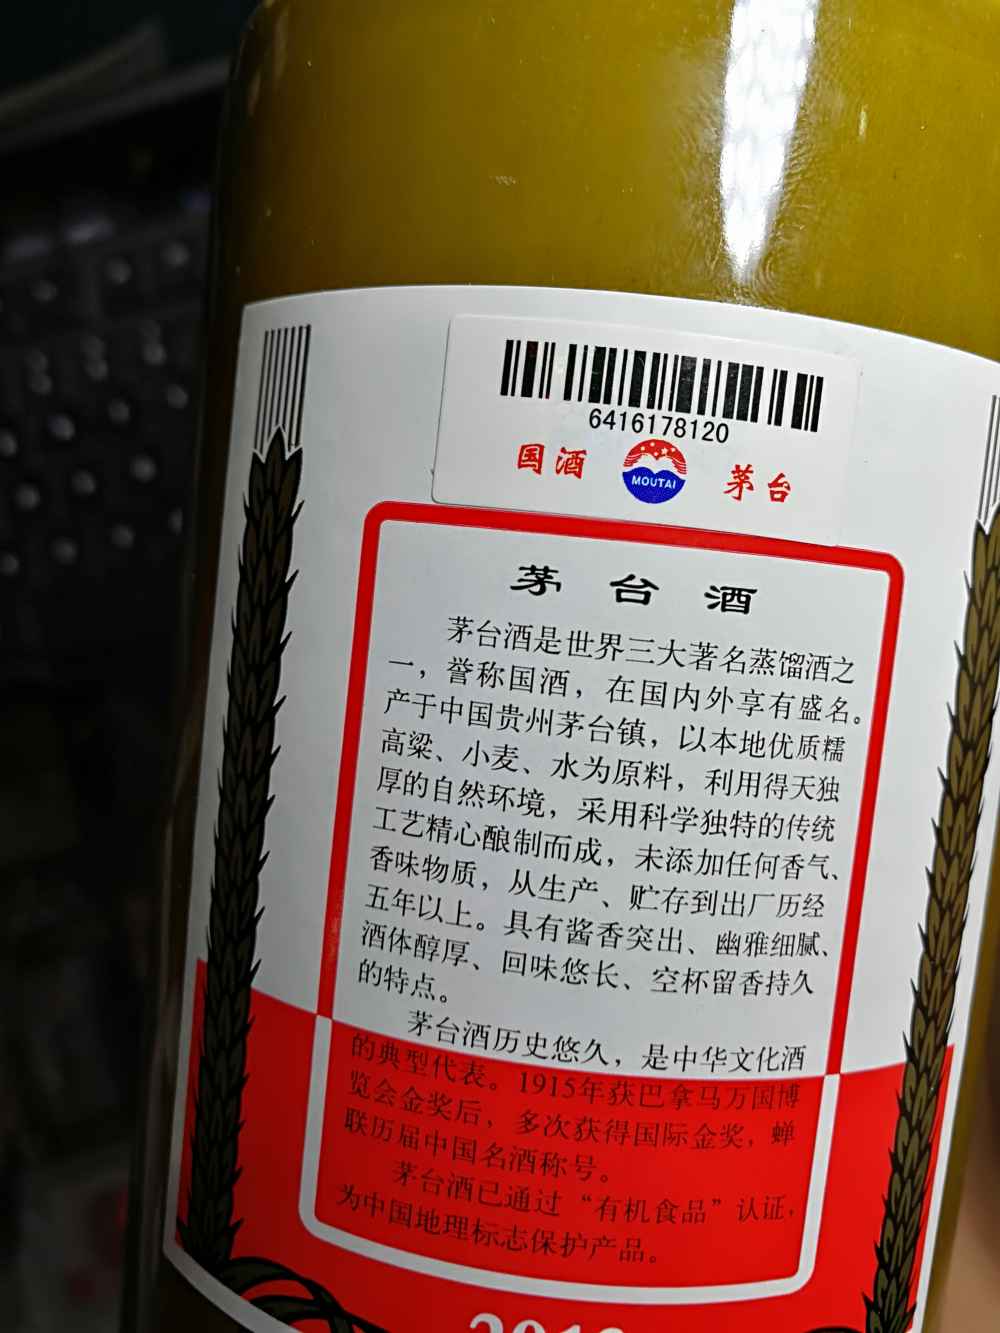 6416178120
国酒 MOUTAI 茅台
茅台酒
茅台酒是世界三大著名蒸馏酒之
一，誉称国酒，在国内外享有盛名。
产于中国贵州茅台镇，以本地优质糯
高粱、小麦、水为原料，利用得天独
厚的自然环境，采用科学独特的传统
工艺精心酿制而成，未添加任何香气、
香味物质，从生产、贮存到出厂历经
五年以上。具有酱香突出、幽雅细腻、
酒体醇厚、回味悠长、空杯留香持久
的特点。
茅台酒历史悠久，是中华文化酒
的典型代表。1915年获巴拿马万国博
览会金奖后，多次获得国际金奖，蝉
联历届中国名酒称号。
茅台酒已通过“有机食品”认证，
为中国地理标志保护产品。